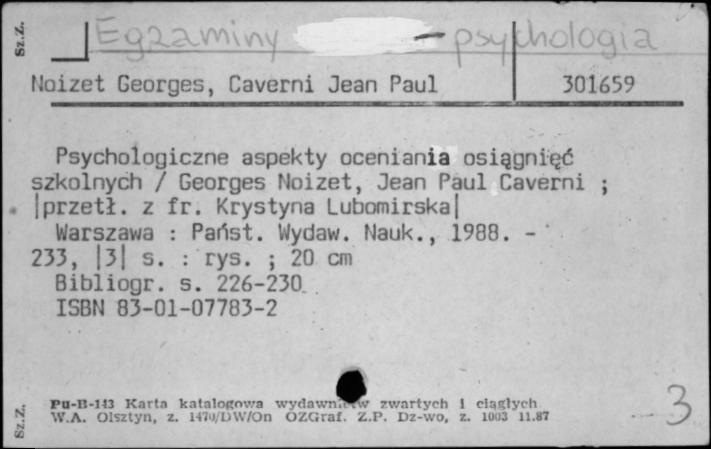 Sz.Z.
Egzaminy - psychologia
Noizet Georges, Caverni Jean Paul 301659
Psychologiczne aspekty oceniania osiągnięć
szkolnych / Georges Noizet, Jean Paul Caverni ;
|przetł. z fr. Krystyna Lubomirska|
Warszawa : Państ. Wydaw. Nauk., 1988. -
233, |3| s. : rys. ; 20 cm
Bibliogr. s. 226-230
ISBN 83-01-07783-2
Pu-B-143 Karta katalogowa wydawnictw zwartych i ciągłych
W.A. Olsztyn, z. 1470/DW/On OZGraf. Z.P. Dz-wo, z. 1003 11.87
3
Sz.Z.